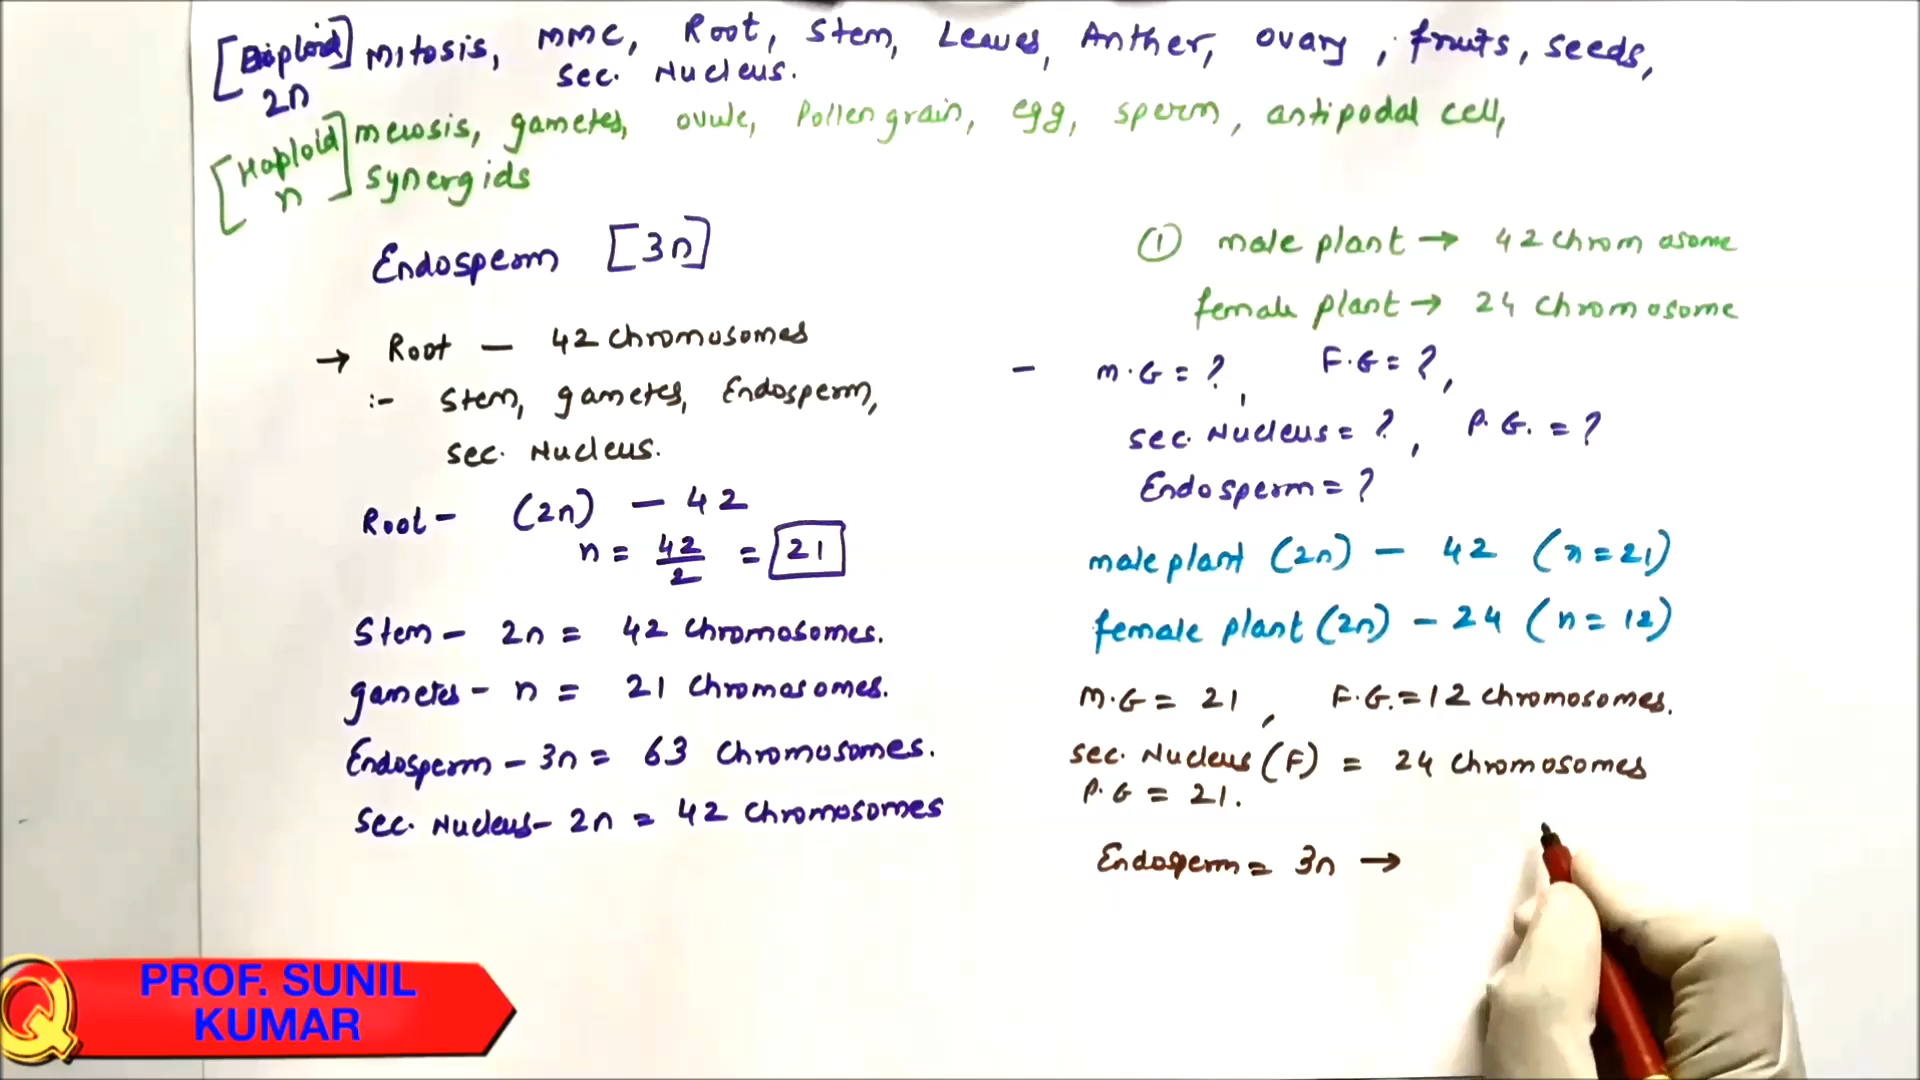 [Diploid] mitosis, mmc, Root, Stem, Leaves, Anther, ovary, fruits, seeds,
2n sec. Nucleus.
[Haploid] meiosis, gametes, ovule, Pollen grain, egg, sperm, antipodal cell,
n synergids
Endosperm [3n]
→ Root — 42 chromosomes
:- Stem, gametes, Endosperm,
sec. Nucleus.
Root - (2n) — 42
n = 42/2 = 21
Stem - 2n = 42 chromosomes.
gametes - n = 21 chromosomes.
Endosperm - 3n = 63 chromosomes.
Sec. Nucleus - 2n = 42 chromosomes
① male plant → 42 chromosome
female plant → 24 chromosome
- M.G = ?, F.G = ?,
sec. Nucleus = ?, P.G. = ?
Endosperm = ?
male plant (2n) - 42 (n = 21)
female plant (2n) - 24 (n = 12)
M.G = 21, F.G. = 12 chromosomes.
sec. Nucleus (F) = 24 chromosomes
P.G = 21.
Endosperm = 3n →
PROF. SUNIL
KUMAR